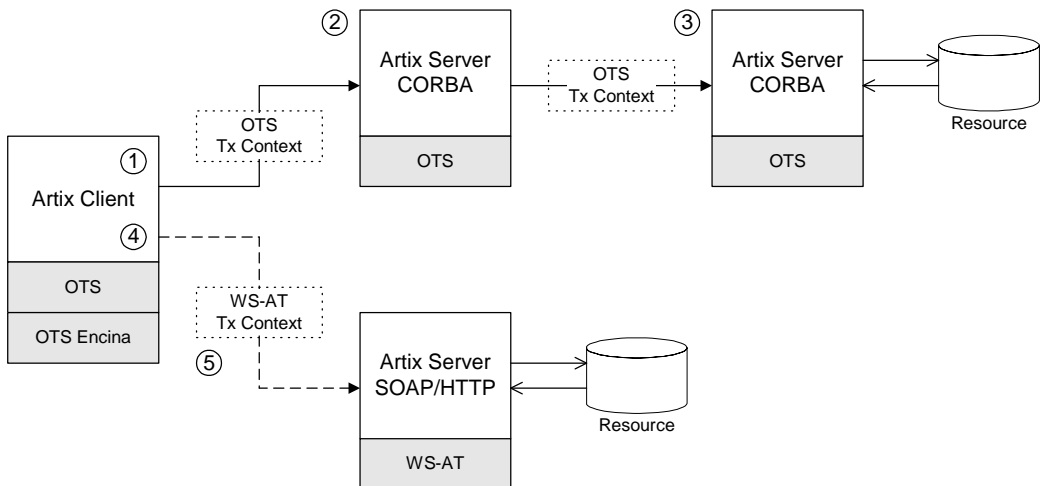 ②
Artix Server
CORBA
OTS
OTS
Tx Context
③
Artix Server
CORBA
OTS
Resource
OTS
Tx Context
①
Artix Client
④
OTS
OTS Encina
WS-AT
Tx Context
⑤
Artix Server
SOAP/HTTP
WS-AT
Resource